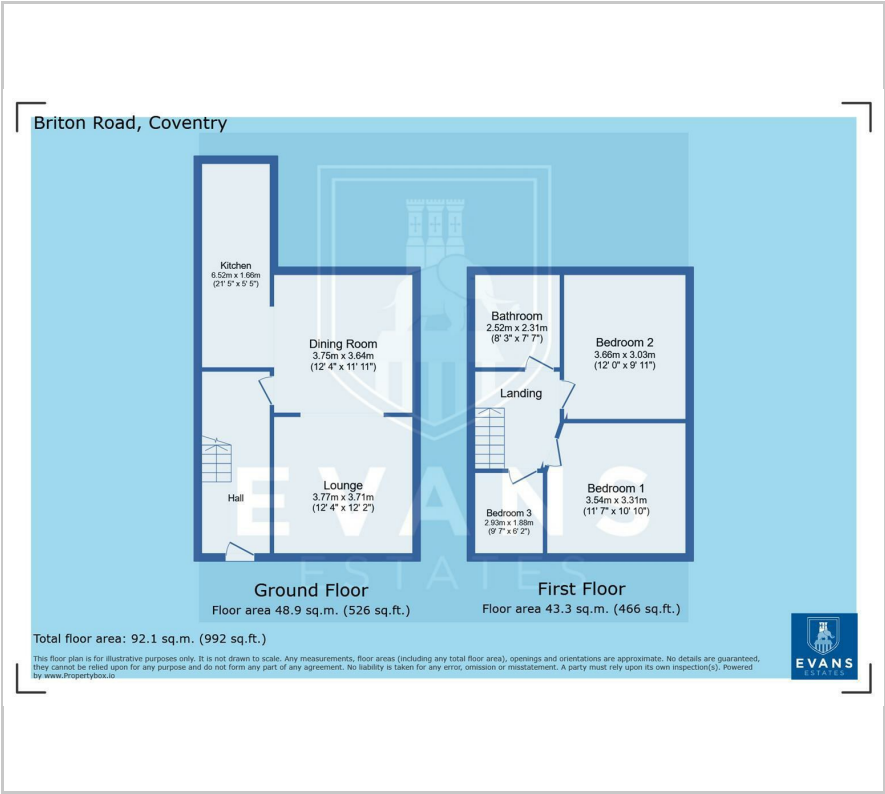 Briton Road, Coventry
Kitchen
6.52m x 1.66m
(21' 5" x 5' 5")
Dining Room
3.75m x 3.64m
(12' 4" x 11' 11")
Lounge
3.77m x 3.71m
(12' 4" x 12' 2")
Hall
Bathroom
2.52m x 2.31m
(8' 3" x 7' 7")
Bedroom 2
3.66m x 3.03m
(12' 0" x 9' 11")
Landing
Bedroom 1
3.54m x 3.31m
(11' 7" x 10' 10")
Bedroom 3
2.93m x 1.88m
(9' 7" x 6' 2")
EVANS
ESTATES
Ground Floor
Floor area 48.9 sq.m. (526 sq.ft.)
First Floor
Floor area 43.3 sq.m. (466 sq.ft.)
Total floor area: 92.1 sq.m. (992 sq.ft.)
This floor plan is for illustrative purposes only. It is not drawn to scale. Any measurements, floor areas (including any total floor area), openings and orientations are approximate. No details are guaranteed,
they cannot be relied upon for any purpose and do not form any part of any agreement. No liability is taken for any error, omission or misstatement. A party must rely upon its own inspection(s). Powered
by www.Propertybox.io
EVANS
ESTATES